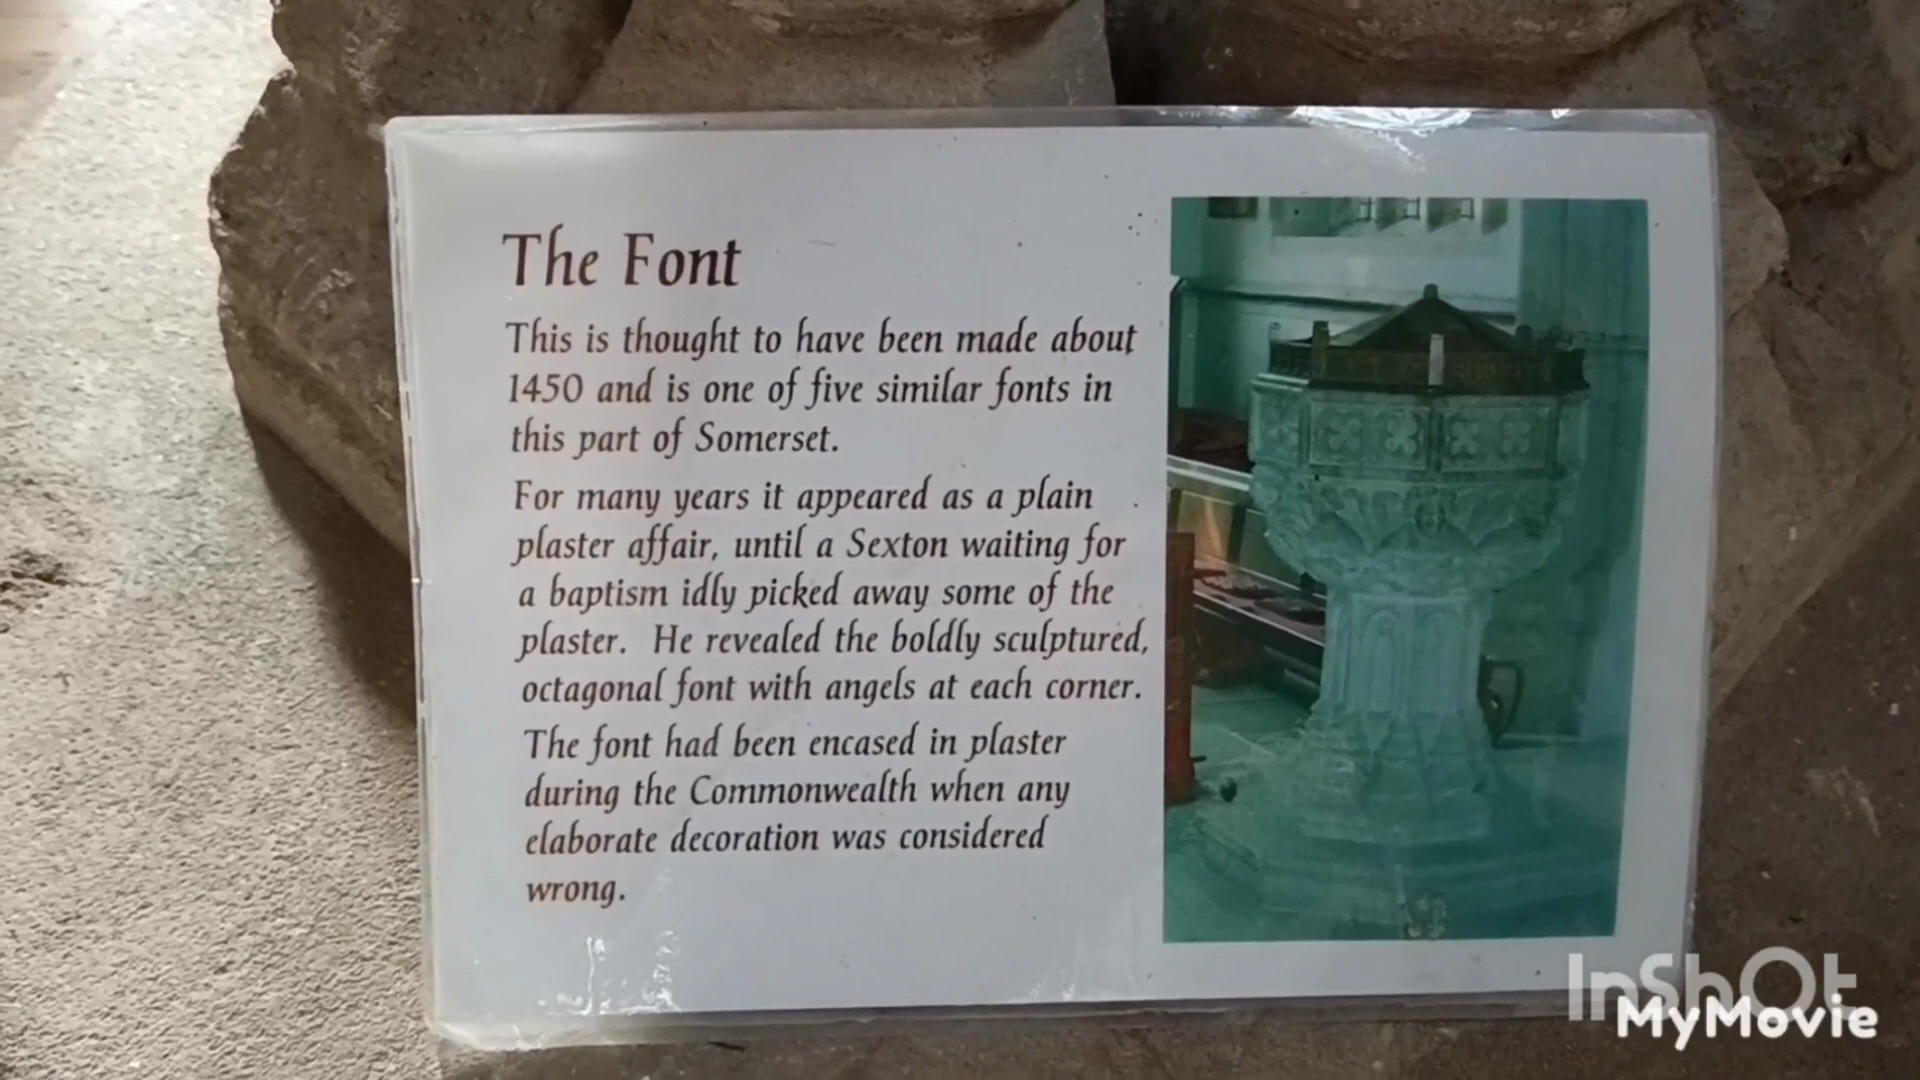 The Font
This is thought to have been made about
1450 and is one of five similar fonts in
this part of Somerset.
For many years it appeared as a plain
plaster affair, until a Sexton waiting for
a baptism idly picked away some of the
plaster. He revealed the boldly sculptured,
octagonal font with angels at each corner.
The font had been encased in plaster
during the Commonwealth when any
elaborate decoration was considered
wrong.
InShOt
MyMovie